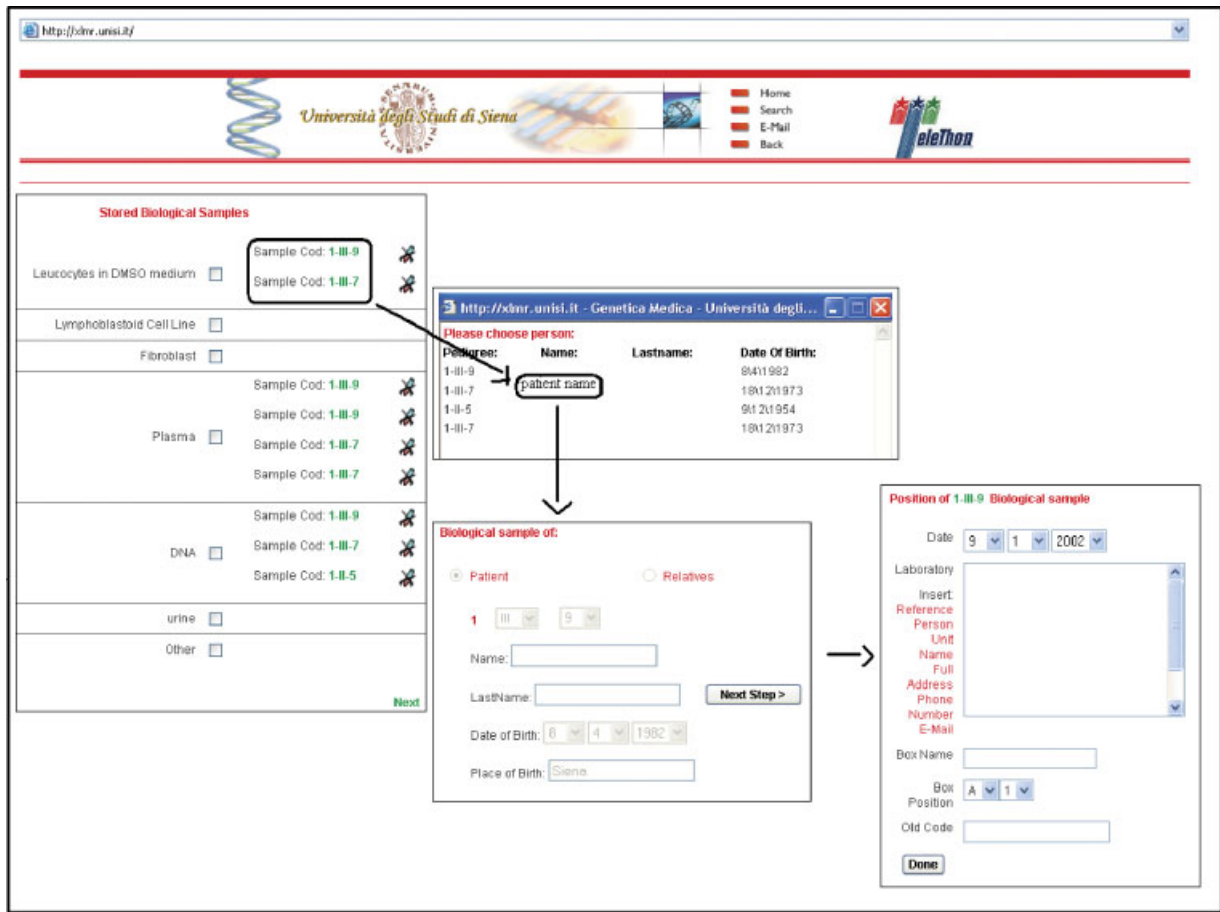 http://xlmr.unisi.it/
Università degli Studi di Siena
Home
Search
E-Mail
Back
TeleThon
Stored Biological Samples
Leucocytes in DMSO medium
Sample Cod: 1-III-9
Sample Cod: 1-III-7
Lymphoblastoid Cell Line
Fibroblast
Plasma
Sample Cod: 1-III-9
Sample Cod: 1-III-9
Sample Cod: 1-III-7
Sample Cod: 1-III-7
DNA
Sample Cod: 1-III-9
Sample Cod: 1-III-7
Sample Cod: 1-II-5
urine
Other
Next
http://xlmr.unisi.it - Genetica Medica - Università degli...
Please choose person:
Pedigree: Name: Lastname: Date Of Birth:
1-III-9 8\4\1982
1-III-7 patient name 18\12\1973
1-II-5 9\12\1954
1-III-7 18\12\1973
Biological sample of:
Patient Relatives
1 III 9
Name:
LastName:
Next Step >
Date of Birth: 8 4 1982
Place of Birth: Siena
Position of 1-III-9 Biological sample
Date 9 1 2002
Laboratory
Insert:
Reference
Person
Unit
Name
Full
Address
Phone
Number
E-Mail
Box Name
Box
Position
A 1
Old Code
Done